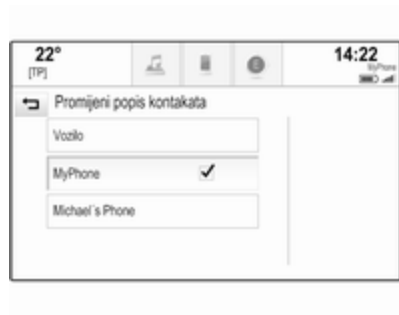 22°
[TP]
14:22
MyPhone
Promijeni popis kontakata
Vozilo
MyPhone
Michael´s Phone